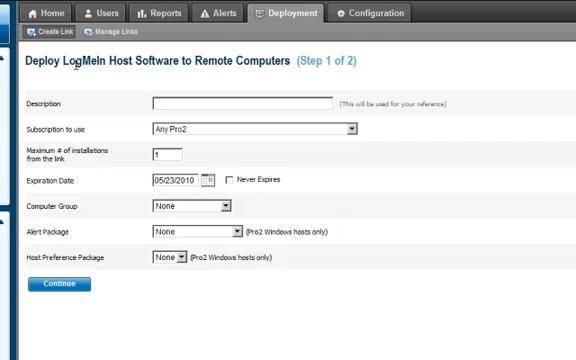 Home Users Reports Alerts Deployment Configuration
Create Link Manage Links
Deploy LogMeIn Host Software to Remote Computers (Step 1 of 2)
Description (This will be used for your reference)
Subscription to use Any Pro2
Maximum # of installations
from the link
1
Expiration Date 05/23/2010 Never Expires
Computer Group None
Alert Package None (Pro2 Windows hosts only)
Host Preference Package None (Pro2 Windows hosts only)
Continue